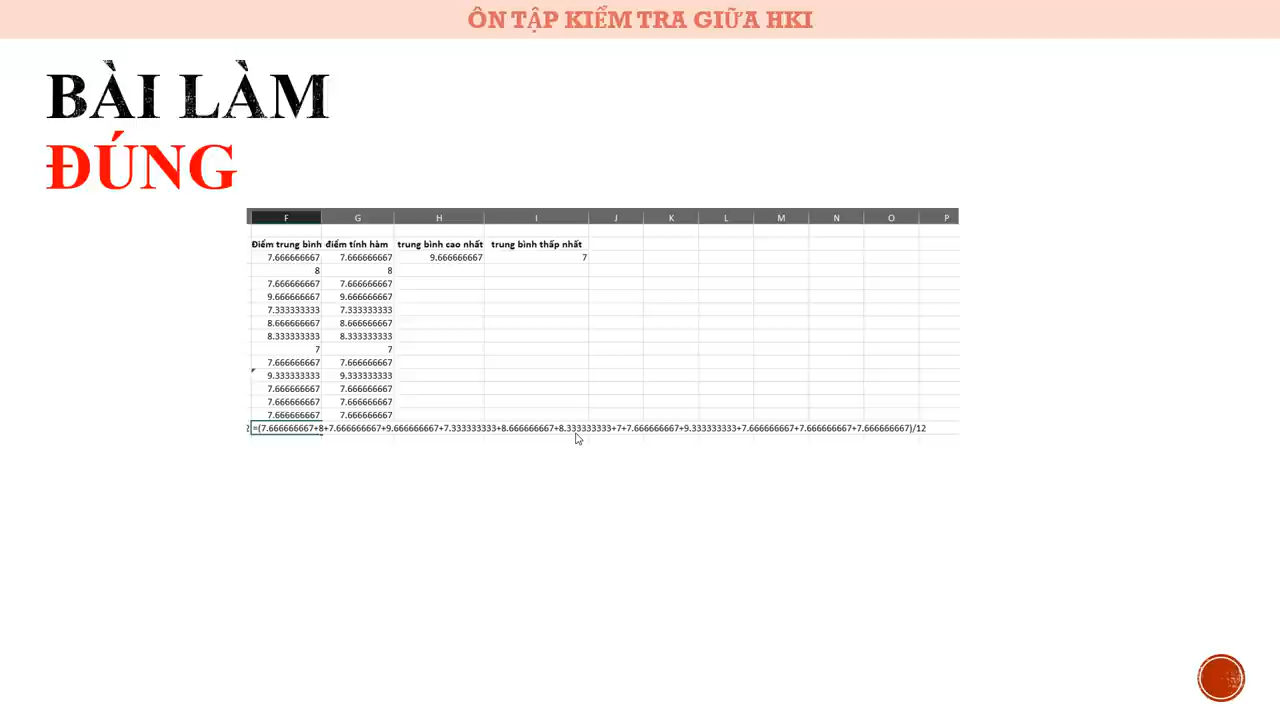 ÔN TẬP KIỂM TRA GIỮA HKI
BÀI LÀM
ĐÚNG
F G H I J K L M N O P
Điểm trung bình điểm tính hàm trung bình cao nhất trung bình thấp nhất
7.666666667 7.666666667 9.666666667 7
8 8
7.666666667 7.666666667
9.666666667 9.666666667
7.333333333 7.333333333
8.666666667 8.666666667
8.333333333 8.333333333
7 7
7.666666667 7.666666667
9.333333333 9.333333333
7.666666667 7.666666667
7.666666667 7.666666667
7.666666667 7.666666667
=(7.666666667+8+7.666666667+9.666666667+7.333333333+8.666666667+8.333333333+7+7.666666667+9.333333333+7.666666667+7.666666667+7.666666667)/12